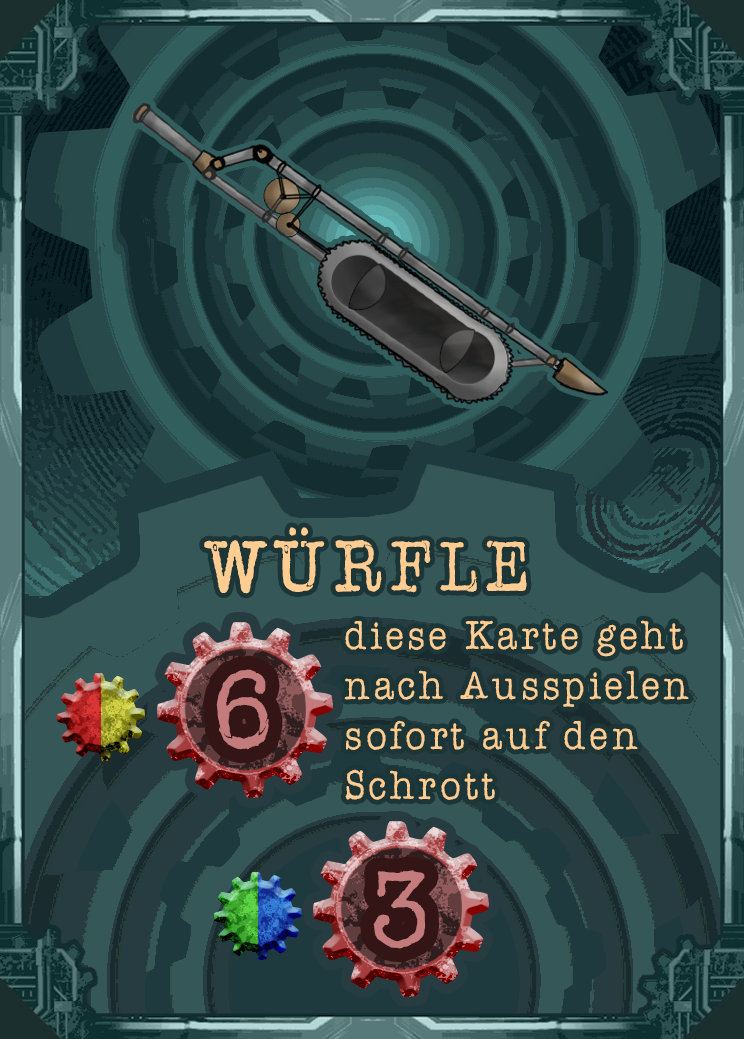 WÜRFLE
6
diese Karte geht
nach Ausspielen
sofort auf den
Schrott
3